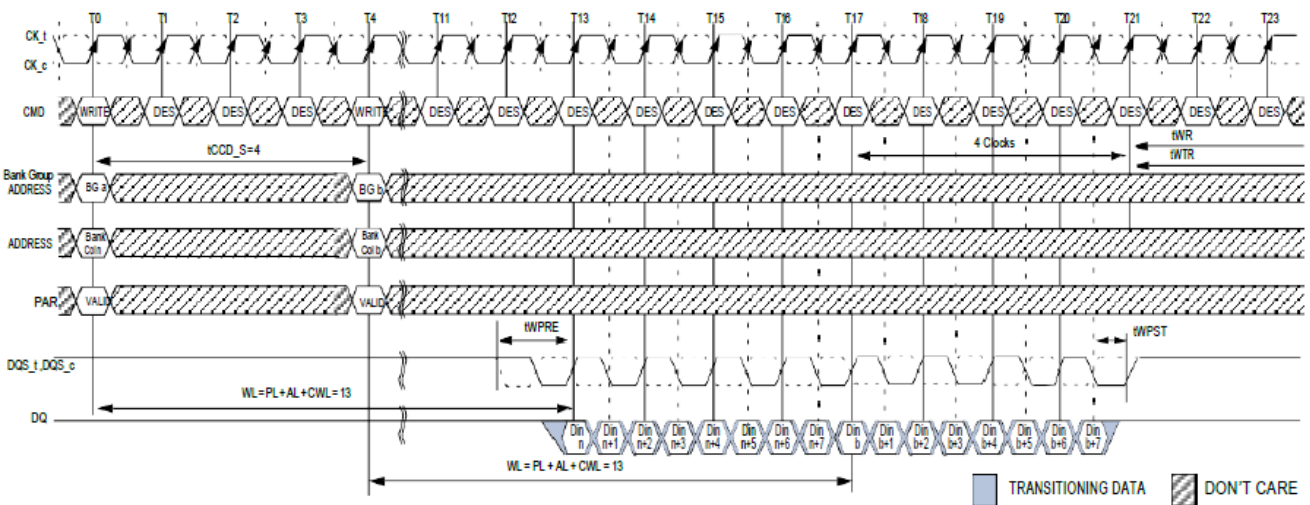 T0 T1 T2 T3 T4 T11 T12 T13 T14 T15 T16 T17 T18 T19 T20 T21 T22 T23
CK_t
CK_c
CMD WRITE DES DES DES WRITE DES DES DES DES DES DES DES DES DES DES DES DES DES
tCCD_S=4 4 Clocks tWR
tWTR
Bank Group
ADDRESS BG a BG b
ADDRESS Bank Col n Bank Col b
PAR VALID VALID
tWPRE tWPST
DQS_t,DQS_c
WL=PL+AL+CWL=13
DQ Din n Din n+1 Din n+2 Din n+3 Din n+4 Din n+5 Din n+6 Din n+7 Din b Din b+1 Din b+2 Din b+3 Din b+4 Din b+5 Din b+6 Din b+7
WL = PL + AL + CWL = 13
TRANSITIONING DATA DON'T CARE